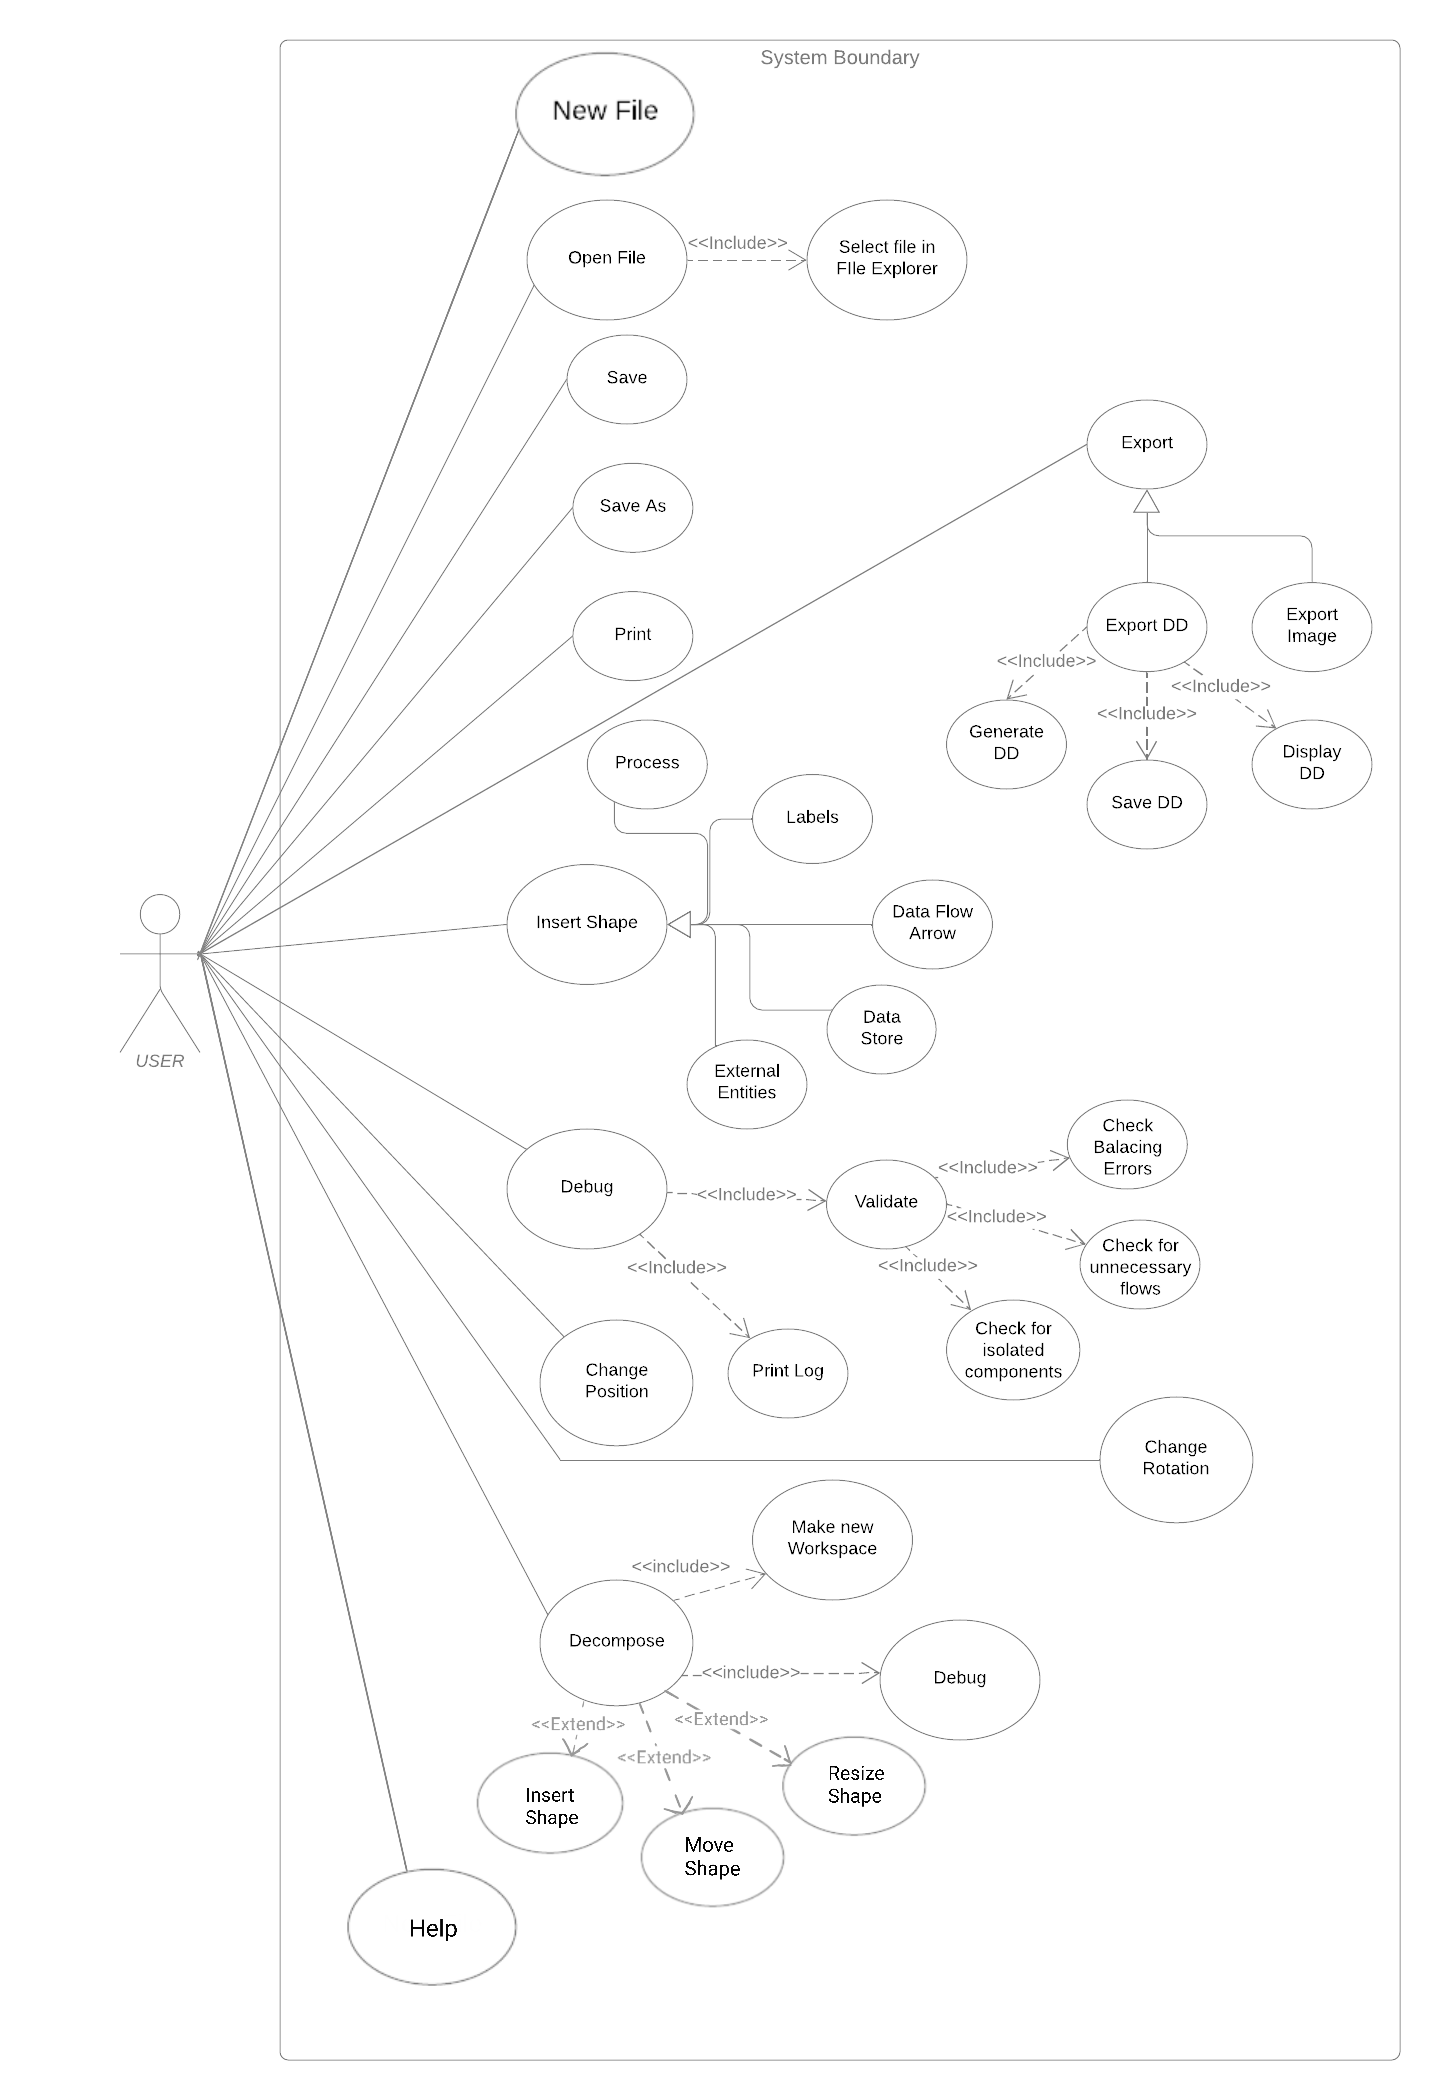 System Boundary
New File
Open File
<<Include>>
Select file in
FIle Explorer
Save
Export
Save As
Print
Export DD
Export
Image
<<Include>>
<<Include>>
<<Include>>
Generate
DD
Save DD
Display
DD
Process
Labels
Insert Shape
Data Flow
Arrow
Data
Store
External
Entities
USER
Debug
<<Include>>
Validate
<<Include>>
Check
Balacing
Errors
<<Include>>
Check for
unnecessary
flows
<<Include>>
Check for
isolated
components
<<Include>>
Print Log
Change
Position
Change
Rotation
Make new
Workspace
<<include>>
Decompose
<<include>>
Debug
<<Extend>>
<<Extend>>
<<Extend>>
Insert
Shape
Move
Shape
Resize
Shape
Help